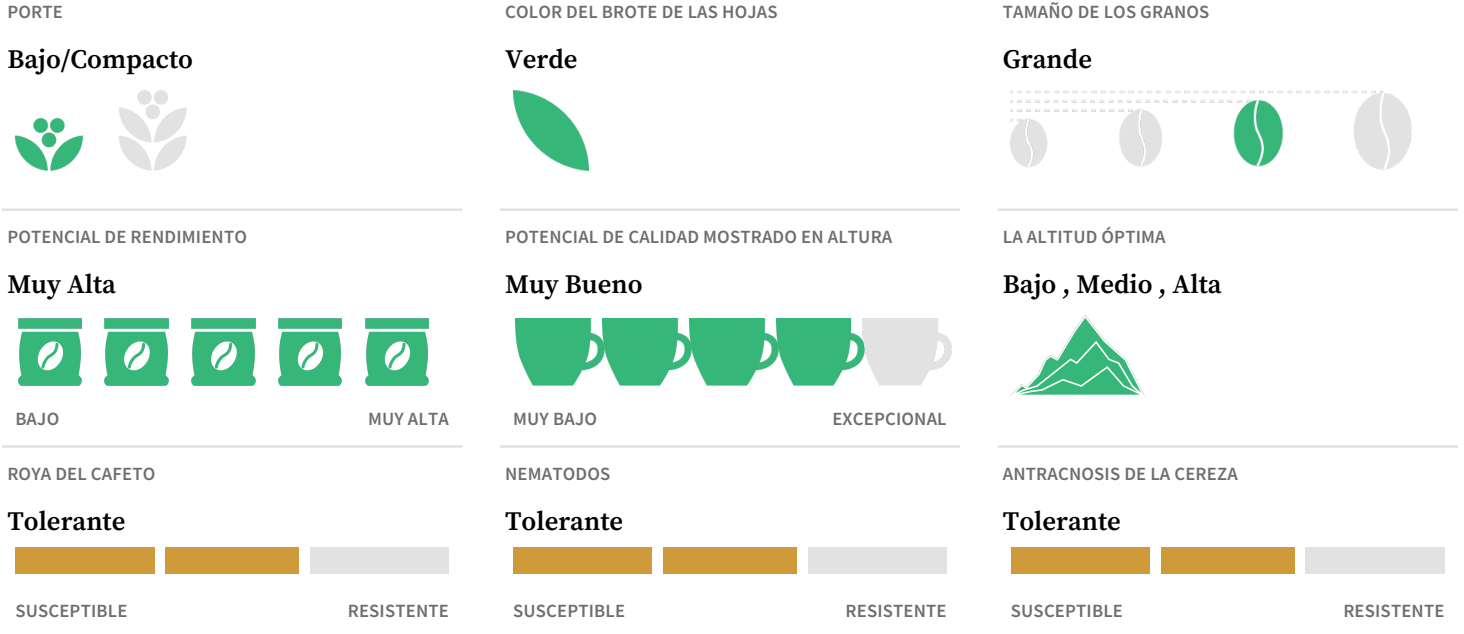 PORTE
Bajo/Compacto
COLOR DEL BROTE DE LAS HOJAS
Verde
TAMAÑO DE LOS GRANOS
Grande
POTENCIAL DE RENDIMIENTO
Muy Alta
BAJO
MUY ALTA
POTENCIAL DE CALIDAD MOSTRADO EN ALTURA
Muy Bueno
MUY BAJO
EXCEPCIONAL
LA ALTITUD ÓPTIMA
Bajo , Medio , Alta
ROYA DEL CAFETO
Tolerante
SUSCEPTIBLE
RESISTENTE
NEMATODOS
Tolerante
SUSCEPTIBLE
RESISTENTE
ANTRACNOSIS DE LA CEREZA
Tolerante
SUSCEPTIBLE
RESISTENTE